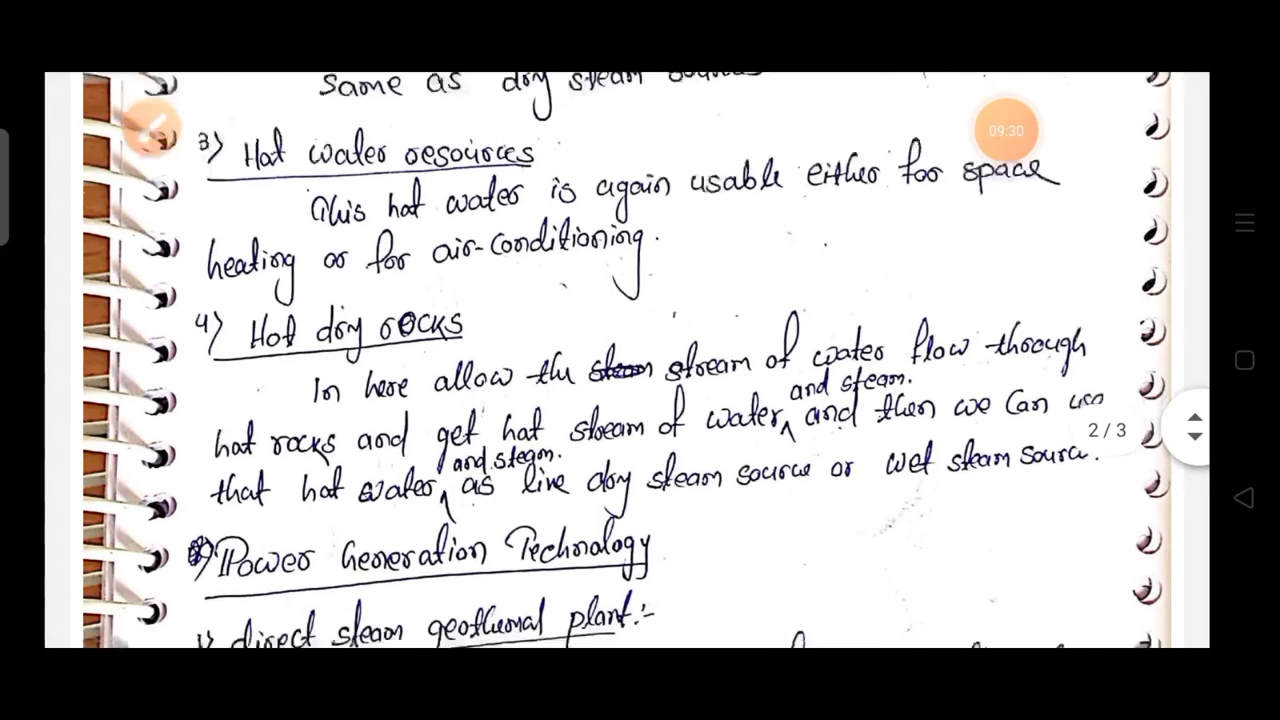 same as dry steam sources
3) Hot water resources
This hot water is again usable either for space
heating or for air-conditioning.
4) Hot dry rocks
In here allow the steam stream of water flow through
hot rocks and get hot stream of water and steam. and then we can use
that hot water and steam. as live dry steam source or wet steam source.
Power Generation Technology
1) direct steam geothermal plant:-
09:30
2/3